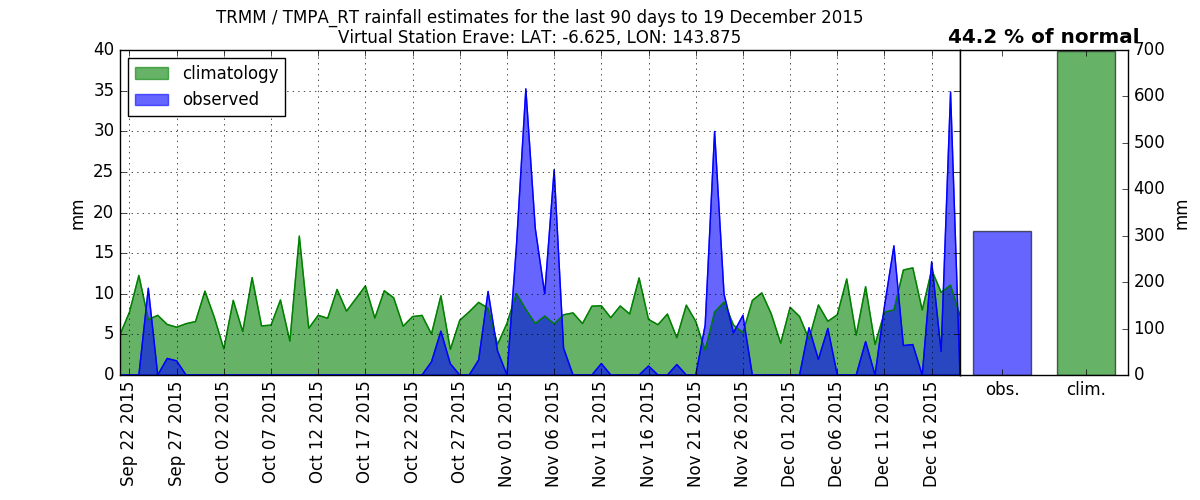 TRMM / TMPA_RT rainfall estimates for the last 90 days to 19 December 2015
Virtual Station Erave: LAT: -6.625, LON: 143.875
44.2 % of normal
climatology
observed
mm
40
35
30
25
20
15
10
5
0
Sep 22 2015
Sep 27 2015
Oct 02 2015
Oct 07 2015
Oct 12 2015
Oct 17 2015
Oct 22 2015
Oct 27 2015
Nov 01 2015
Nov 06 2015
Nov 11 2015
Nov 16 2015
Nov 21 2015
Nov 26 2015
Dec 01 2015
Dec 06 2015
Dec 11 2015
Dec 16 2015
obs.
clim.
700
600
500
400
300
200
100
0
mm